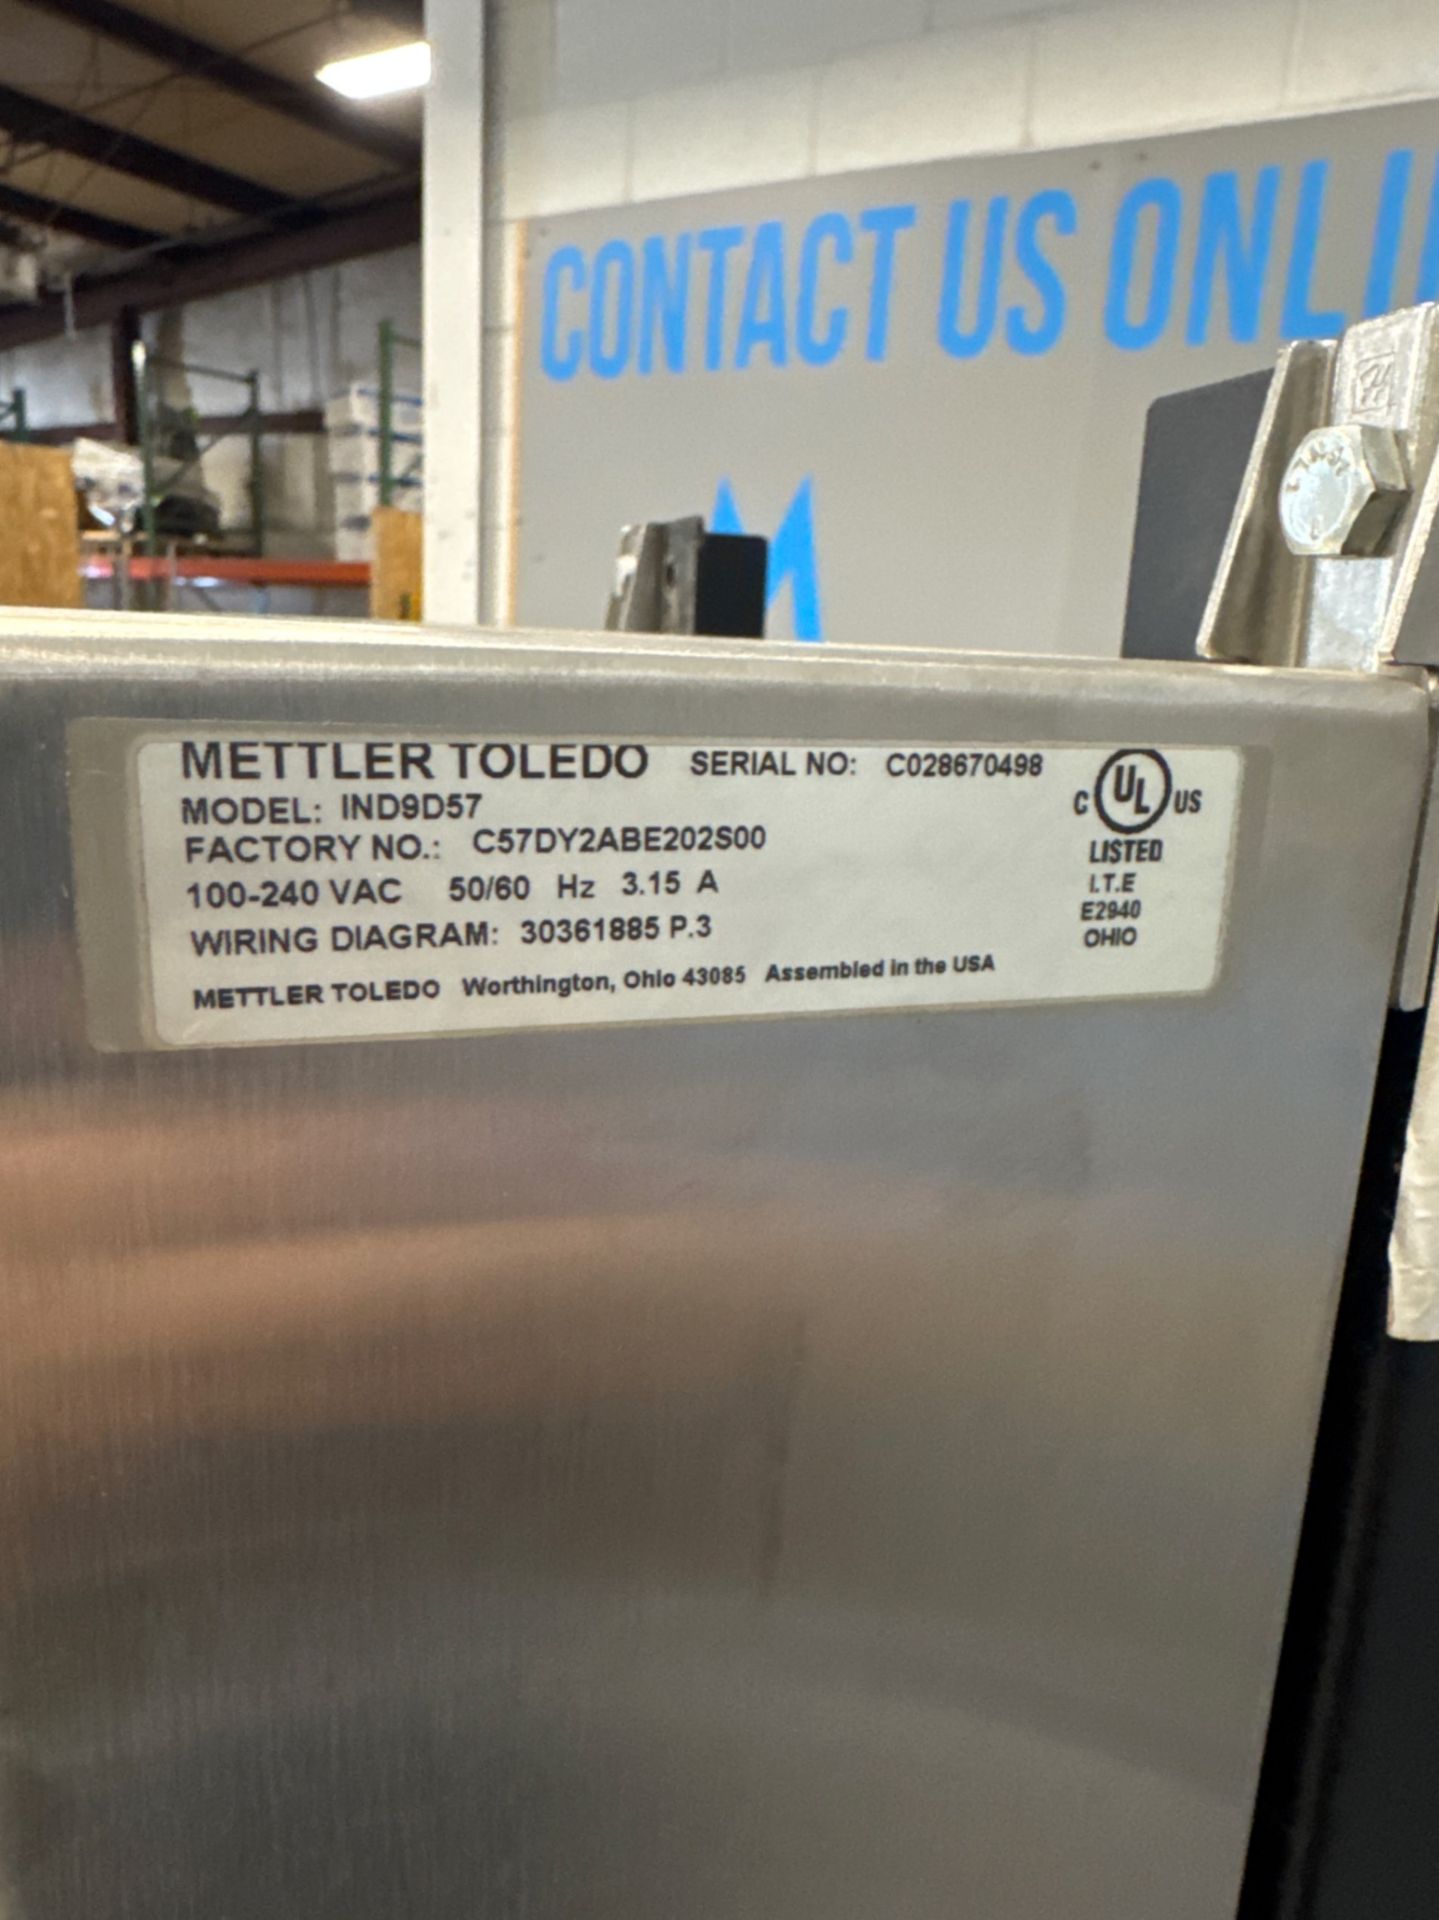 CONTACT US ONLI
METTLER TOLEDO SERIAL NO: C028670498
MODEL: IND9D57
FACTORY NO.: C57DY2ABE202S00
100-240 VAC 50/60 Hz 3.15 A
WIRING DIAGRAM: 30361885 P.3
METTLER TOLEDO Worthington, Ohio 43085 Assembled in the USA
C UL US
LISTED
I.T.E
E2940
OHIO